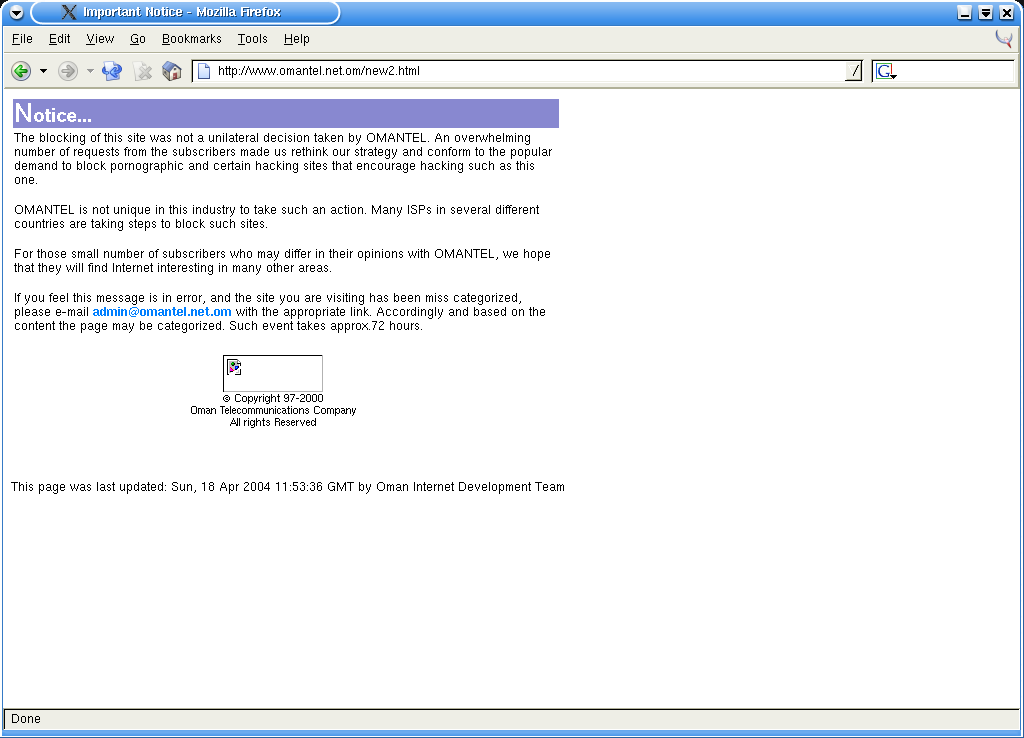 Important Notice - Mozilla Firefox
File Edit View Go Bookmarks Tools Help
http://www.omantel.net.om/new2.html
G
Notice...
The blocking of this site was not a unilateral decision taken by OMANTEL. An overwhelming
number of requests from the subscribers made us rethink our strategy and conform to the popular
demand to block pornographic and certain hacking sites that encourage hacking such as this
one.
OMANTEL is not unique in this industry to take such an action. Many ISPs in several different
countries are taking steps to block such sites.
For those small number of subscribers who may differ in their opinions with OMANTEL, we hope
that they will find Internet interesting in many other areas.
If you feel this message is in error, and the site you are visiting has been miss categorized,
please e-mail admin@omantel.net.om with the appropriate link. Accordingly and based on the
content the page may be categorized. Such event takes approx.72 hours.
© Copyright 97-2000
Oman Telecommunications Company
All rights Reserved
This page was last updated: Sun, 18 Apr 2004 11:53:36 GMT by Oman Internet Development Team
Done